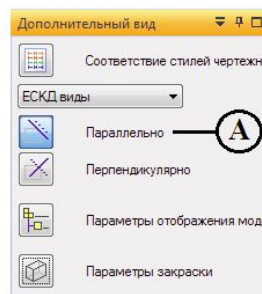 Дополнительный вид
Соответствие стилей чертежн
ЕСКД виды
Параллельно
A
Перпендикулярно
Параметры отображения мод
Параметры закраски